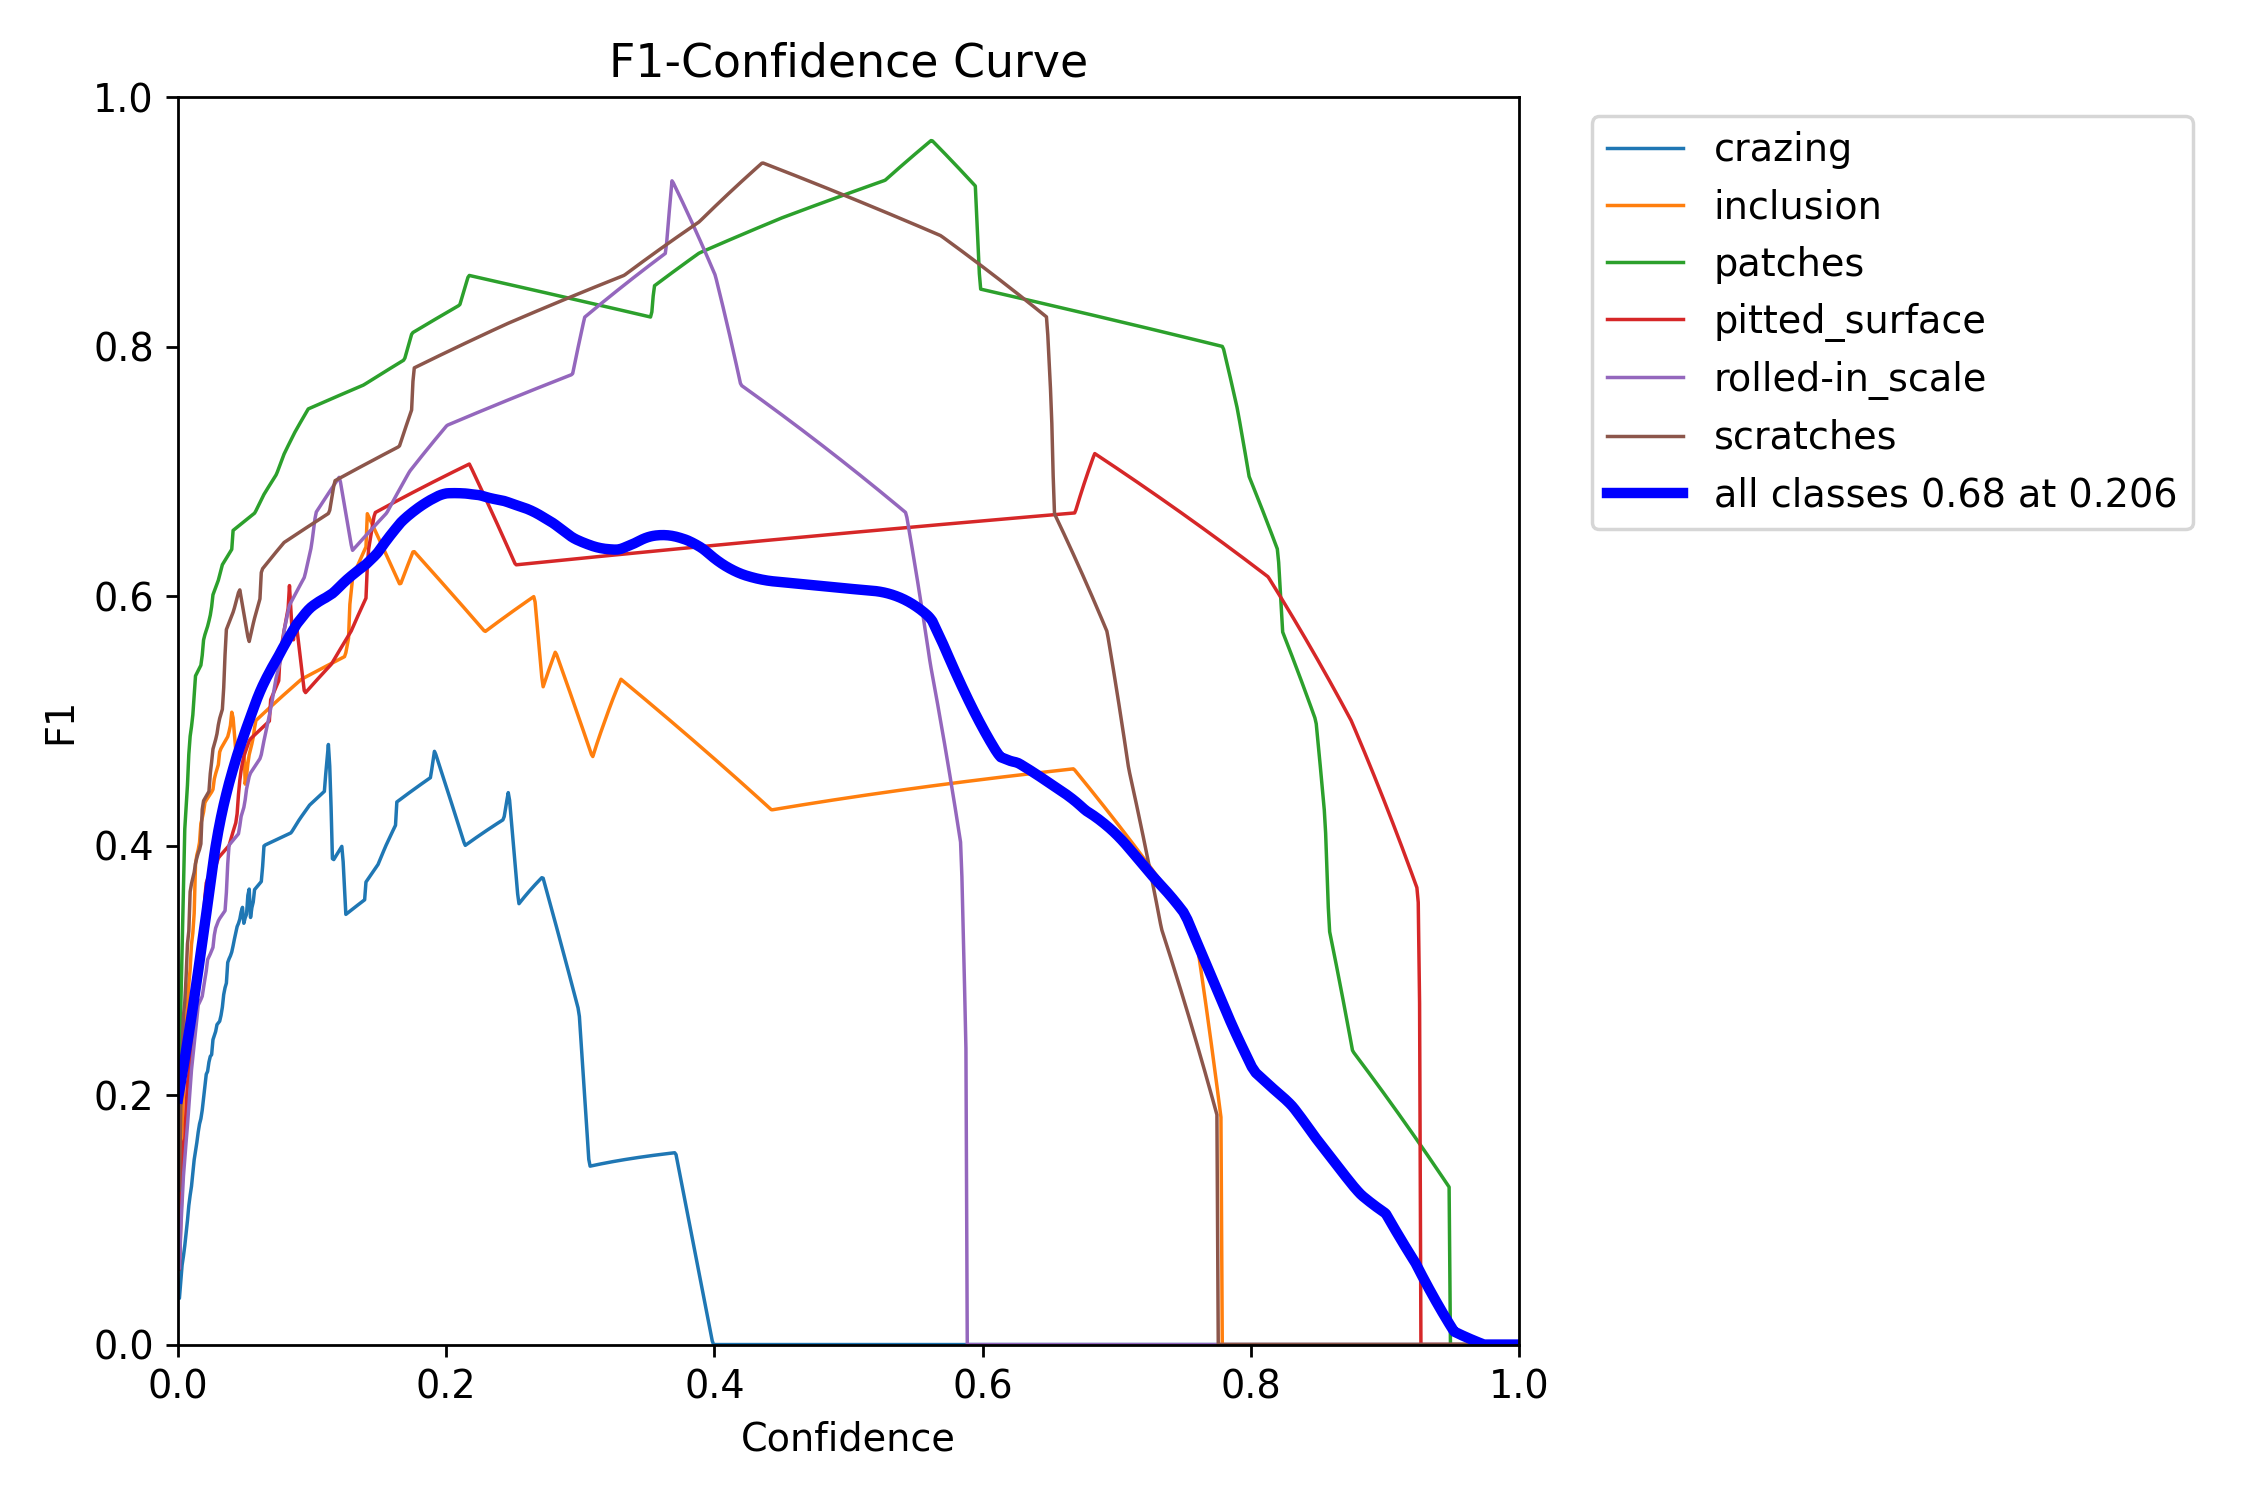 F1-Confidence Curve
F1
1.0
0.8
0.6
0.4
0.2
0.0
0.0 0.2 0.4 0.6 0.8 1.0
Confidence
crazing
inclusion
patches
pitted_surface
rolled-in_scale
scratches
all classes 0.68 at 0.206